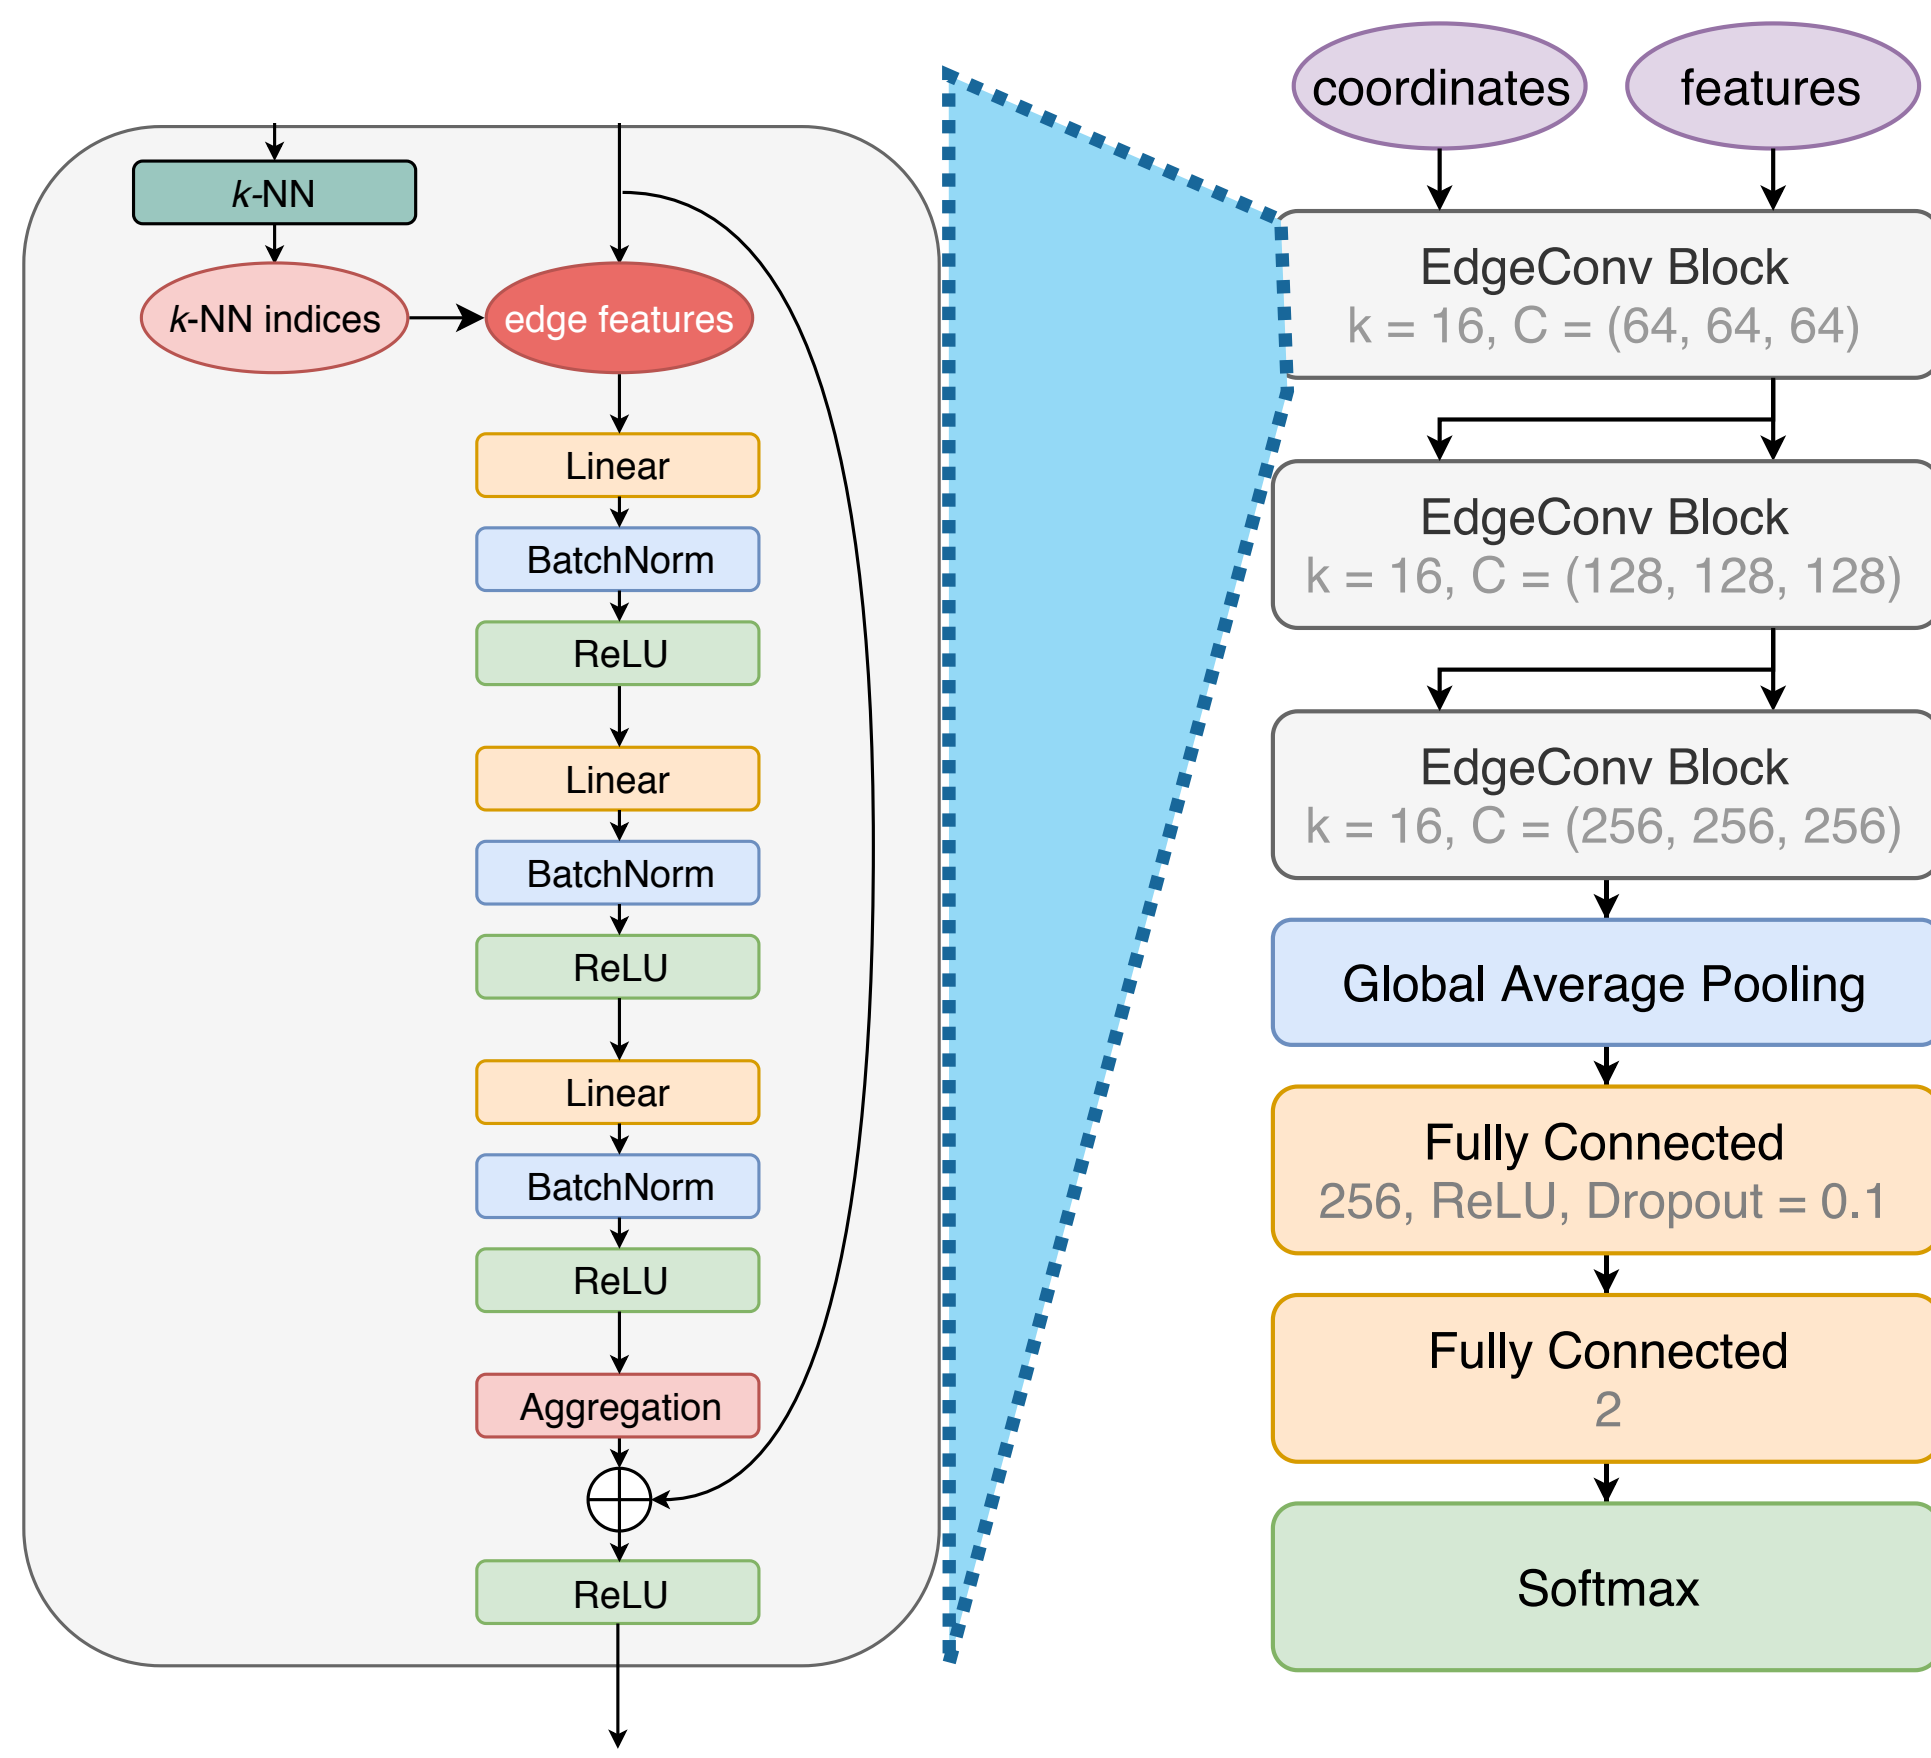 k-NN
k-NN indices
edge features
Linear
BatchNorm
ReLU
Linear
BatchNorm
ReLU
Linear
BatchNorm
ReLU
Aggregation
ReLU
coordinates
features
EdgeConv Block
k = 16, C = (64, 64, 64)
EdgeConv Block
k = 16, C = (128, 128, 128)
EdgeConv Block
k = 16, C = (256, 256, 256)
Global Average Pooling
Fully Connected
256, ReLU, Dropout = 0.1
Fully Connected
2
Softmax